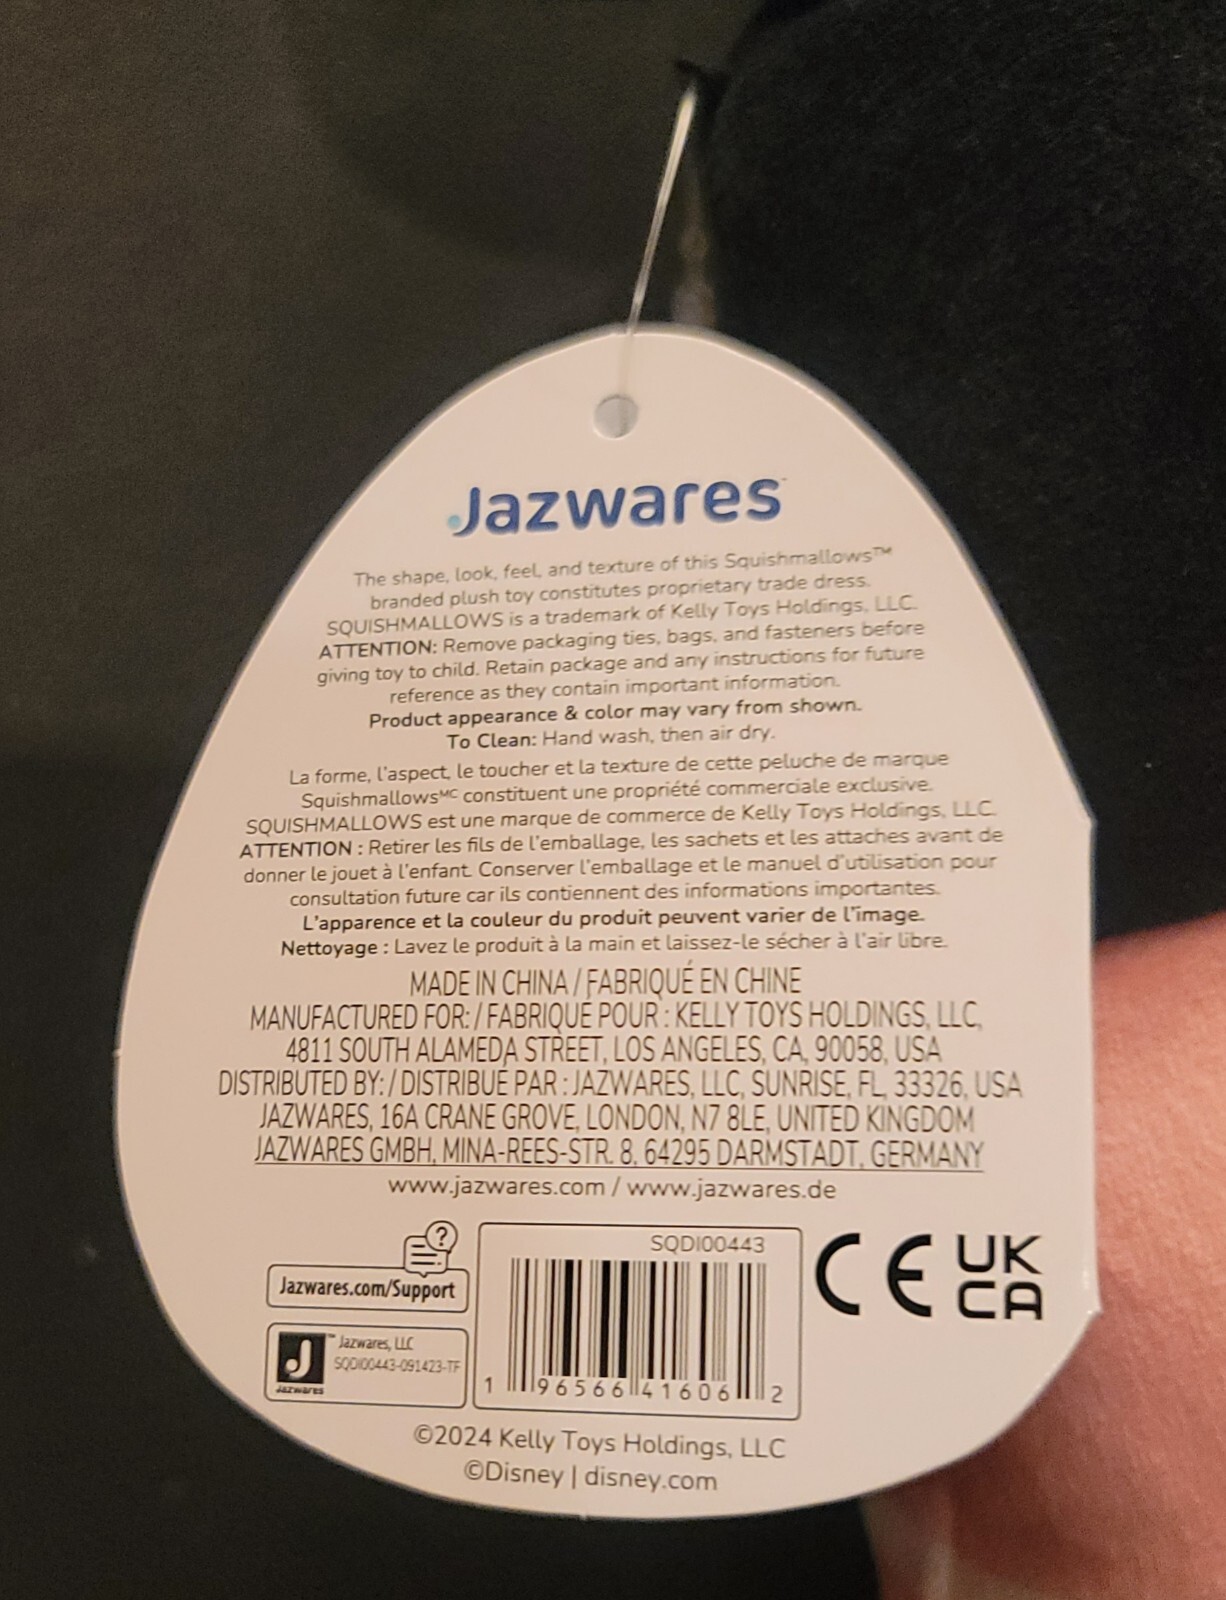 Jazwares
The shape, look, feel, and texture of this Squishmallows™
branded plush toy constitutes proprietary trade dress.
SQUISHMALLOWS is a trademark of Kelly Toys Holdings, LLC.
ATTENTION: Remove packaging ties, bags, and fasteners before
giving toy to child. Retain package and any instructions for future
reference as they contain important information.
Product appearance & color may vary from shown.
To Clean: Hand wash, then air dry.
La forme, l'aspect, le toucher et la texture de cette peluche de marque
Squishmallowsᴹᶜ constituent une propriété commerciale exclusive.
SQUISHMALLOWS est une marque de commerce de Kelly Toys Holdings, LLC.
ATTENTION : Retirer les fils de l'emballage, les sachets et les attaches avant de
donner le jouet à l'enfant. Conserver l'emballage et le manuel d'utilisation pour
consultation future car ils contiennent des informations importantes.
L'apparence et la couleur du produit peuvent varier de l'image.
Nettoyage : Lavez le produit à la main et laissez-le sécher à l'air libre.
MADE IN CHINA / FABRIQUÉ EN CHINE
MANUFACTURED FOR: / FABRIQUÉ POUR : KELLY TOYS HOLDINGS, LLC,
4811 SOUTH ALAMEDA STREET, LOS ANGELES, CA, 90058, USA
DISTRIBUTED BY: / DISTRIBUÉ PAR : JAZWARES, LLC, SUNRISE, FL, 33326, USA
JAZWARES, 16A CRANE GROVE, LONDON, N7 8LE, UNITED KINGDOM
JAZWARES GMBH, MINA-REES-STR. 8, 64295 DARMSTADT, GERMANY
www.jazwares.com / www.jazwares.de
?
Jazwares.com/Support
J™ Jazwares, LLC
SQDI00443-091423-TF
Jazwares
SQDI00443
1 96566 41606 2
CE
UK
CA
©2024 Kelly Toys Holdings, LLC
©Disney | disney.com